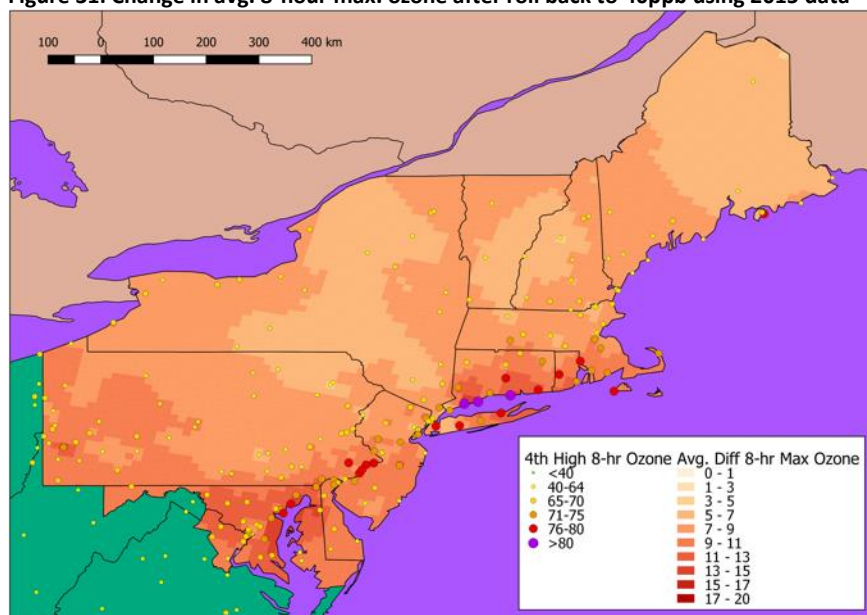 Figure 31: Change in avg. 8-hour max. ozone after roll back to 40ppb using 2015 data
100 0 100 200 300 400 km
4th High 8-hr Ozone
<40
40-64
65-70
71-75
76-80
>80
Avg. Diff 8-hr Max Ozone
0 - 1
1 - 3
3 - 5
5 - 7
7 - 9
9 - 11
11 - 13
13 - 15
15 - 17
17 - 20